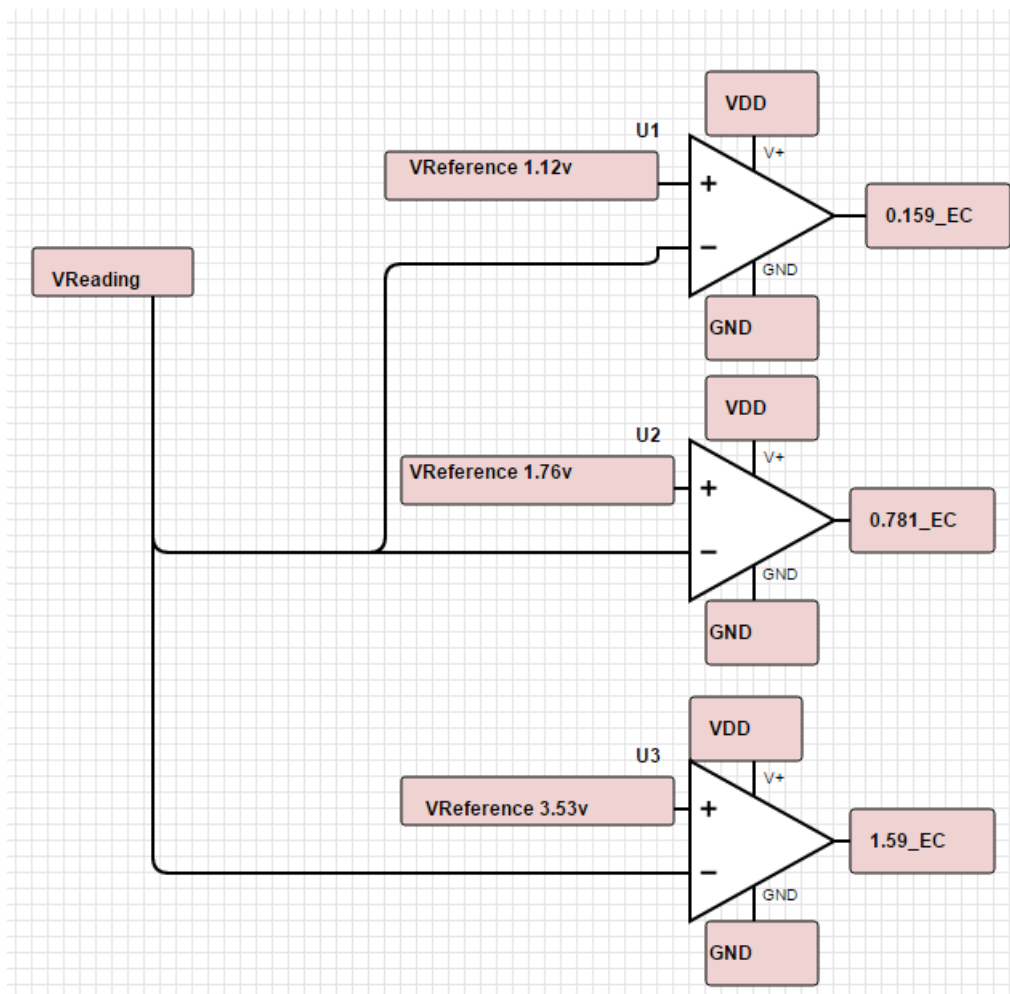 VDD
U1
V+
VReference 1.12v
+
0.159_EC
−
VReading
GND
GND
VDD
U2
V+
VReference 1.76v
+
0.781_EC
−
GND
GND
VDD
U3
V+
VReference 3.53v
+
1.59_EC
−
GND
GND